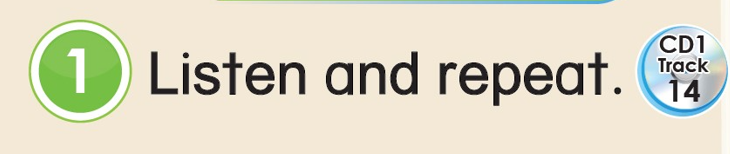 1 Listen and repeat.
CD1
Track
14